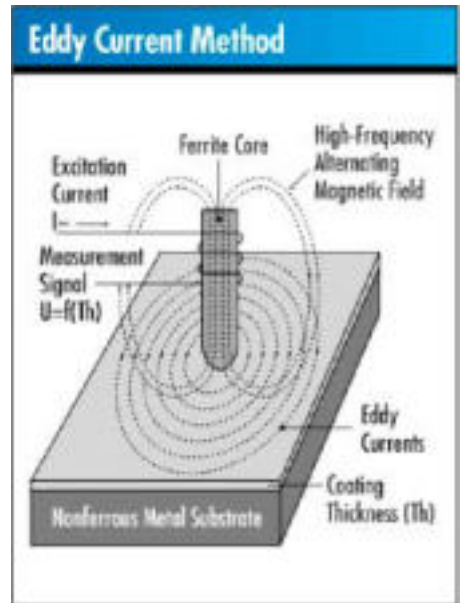 Eddy Current Method
Ferrite Core
High-Frequency
Alternating
Magnetic Field
Excitation
Current
I~
Measurement
Signal
U=f(Th)
Eddy
Currents
Coating
Thickness (Th)
Nonferrous Metal Substrate